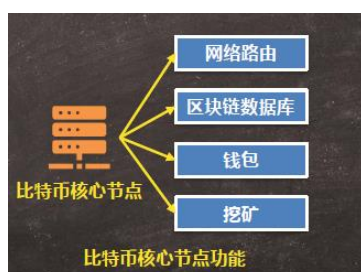 网络路由
区块链数据库
钱包
挖矿
比特币核心节点
比特币核心节点功能